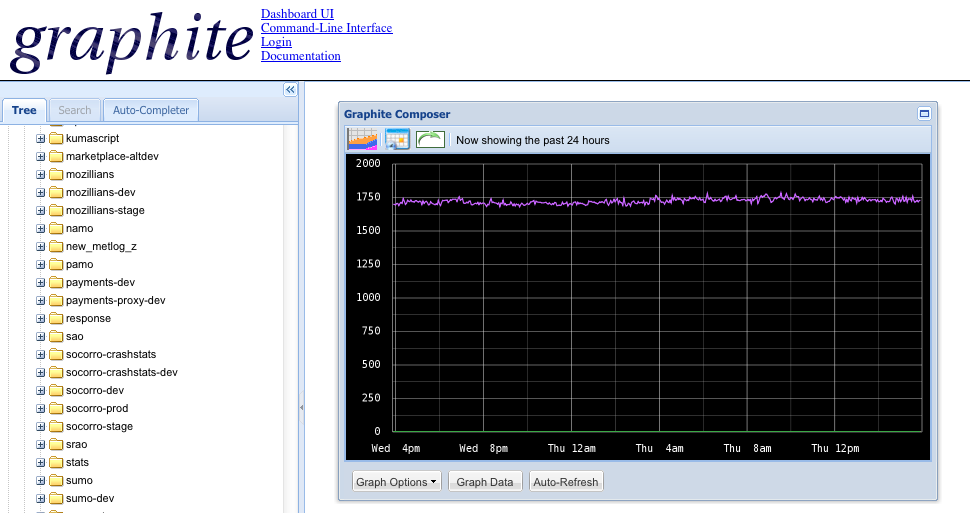 graphite
Dashboard UI
Command-Line Interface
Login
Documentation
Tree
Search
Auto-Completer
kumascript
marketplace-altdev
mozillians
mozillians-dev
mozillians-stage
namo
new_metlog_z
pamo
payments-dev
payments-proxy-dev
response
sao
socorro-crashstats
socorro-crashstats-dev
socorro-dev
socorro-prod
socorro-stage
srao
stats
sumo
sumo-dev
Graphite Composer
Now showing the past 24 hours
2000
1750
1500
1250
1000
750
500
250
0
Wed 4pm Wed 8pm Thu 12am Thu 4am Thu 8am Thu 12pm
Graph Options
Graph Data
Auto-Refresh